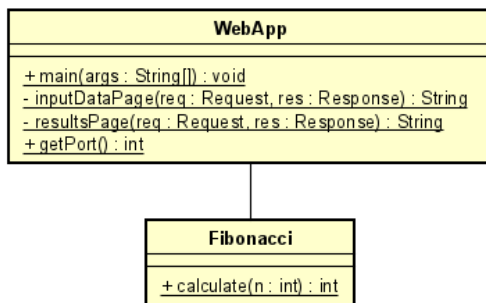 WebApp
+ main(args : String[]) : void
- inputDataPage(req : Request, res : Response) : String
- resultsPage(req : Request, res : Response) : String
+ getPort() : int
Fibonacci
+ calculate(n : int) : int